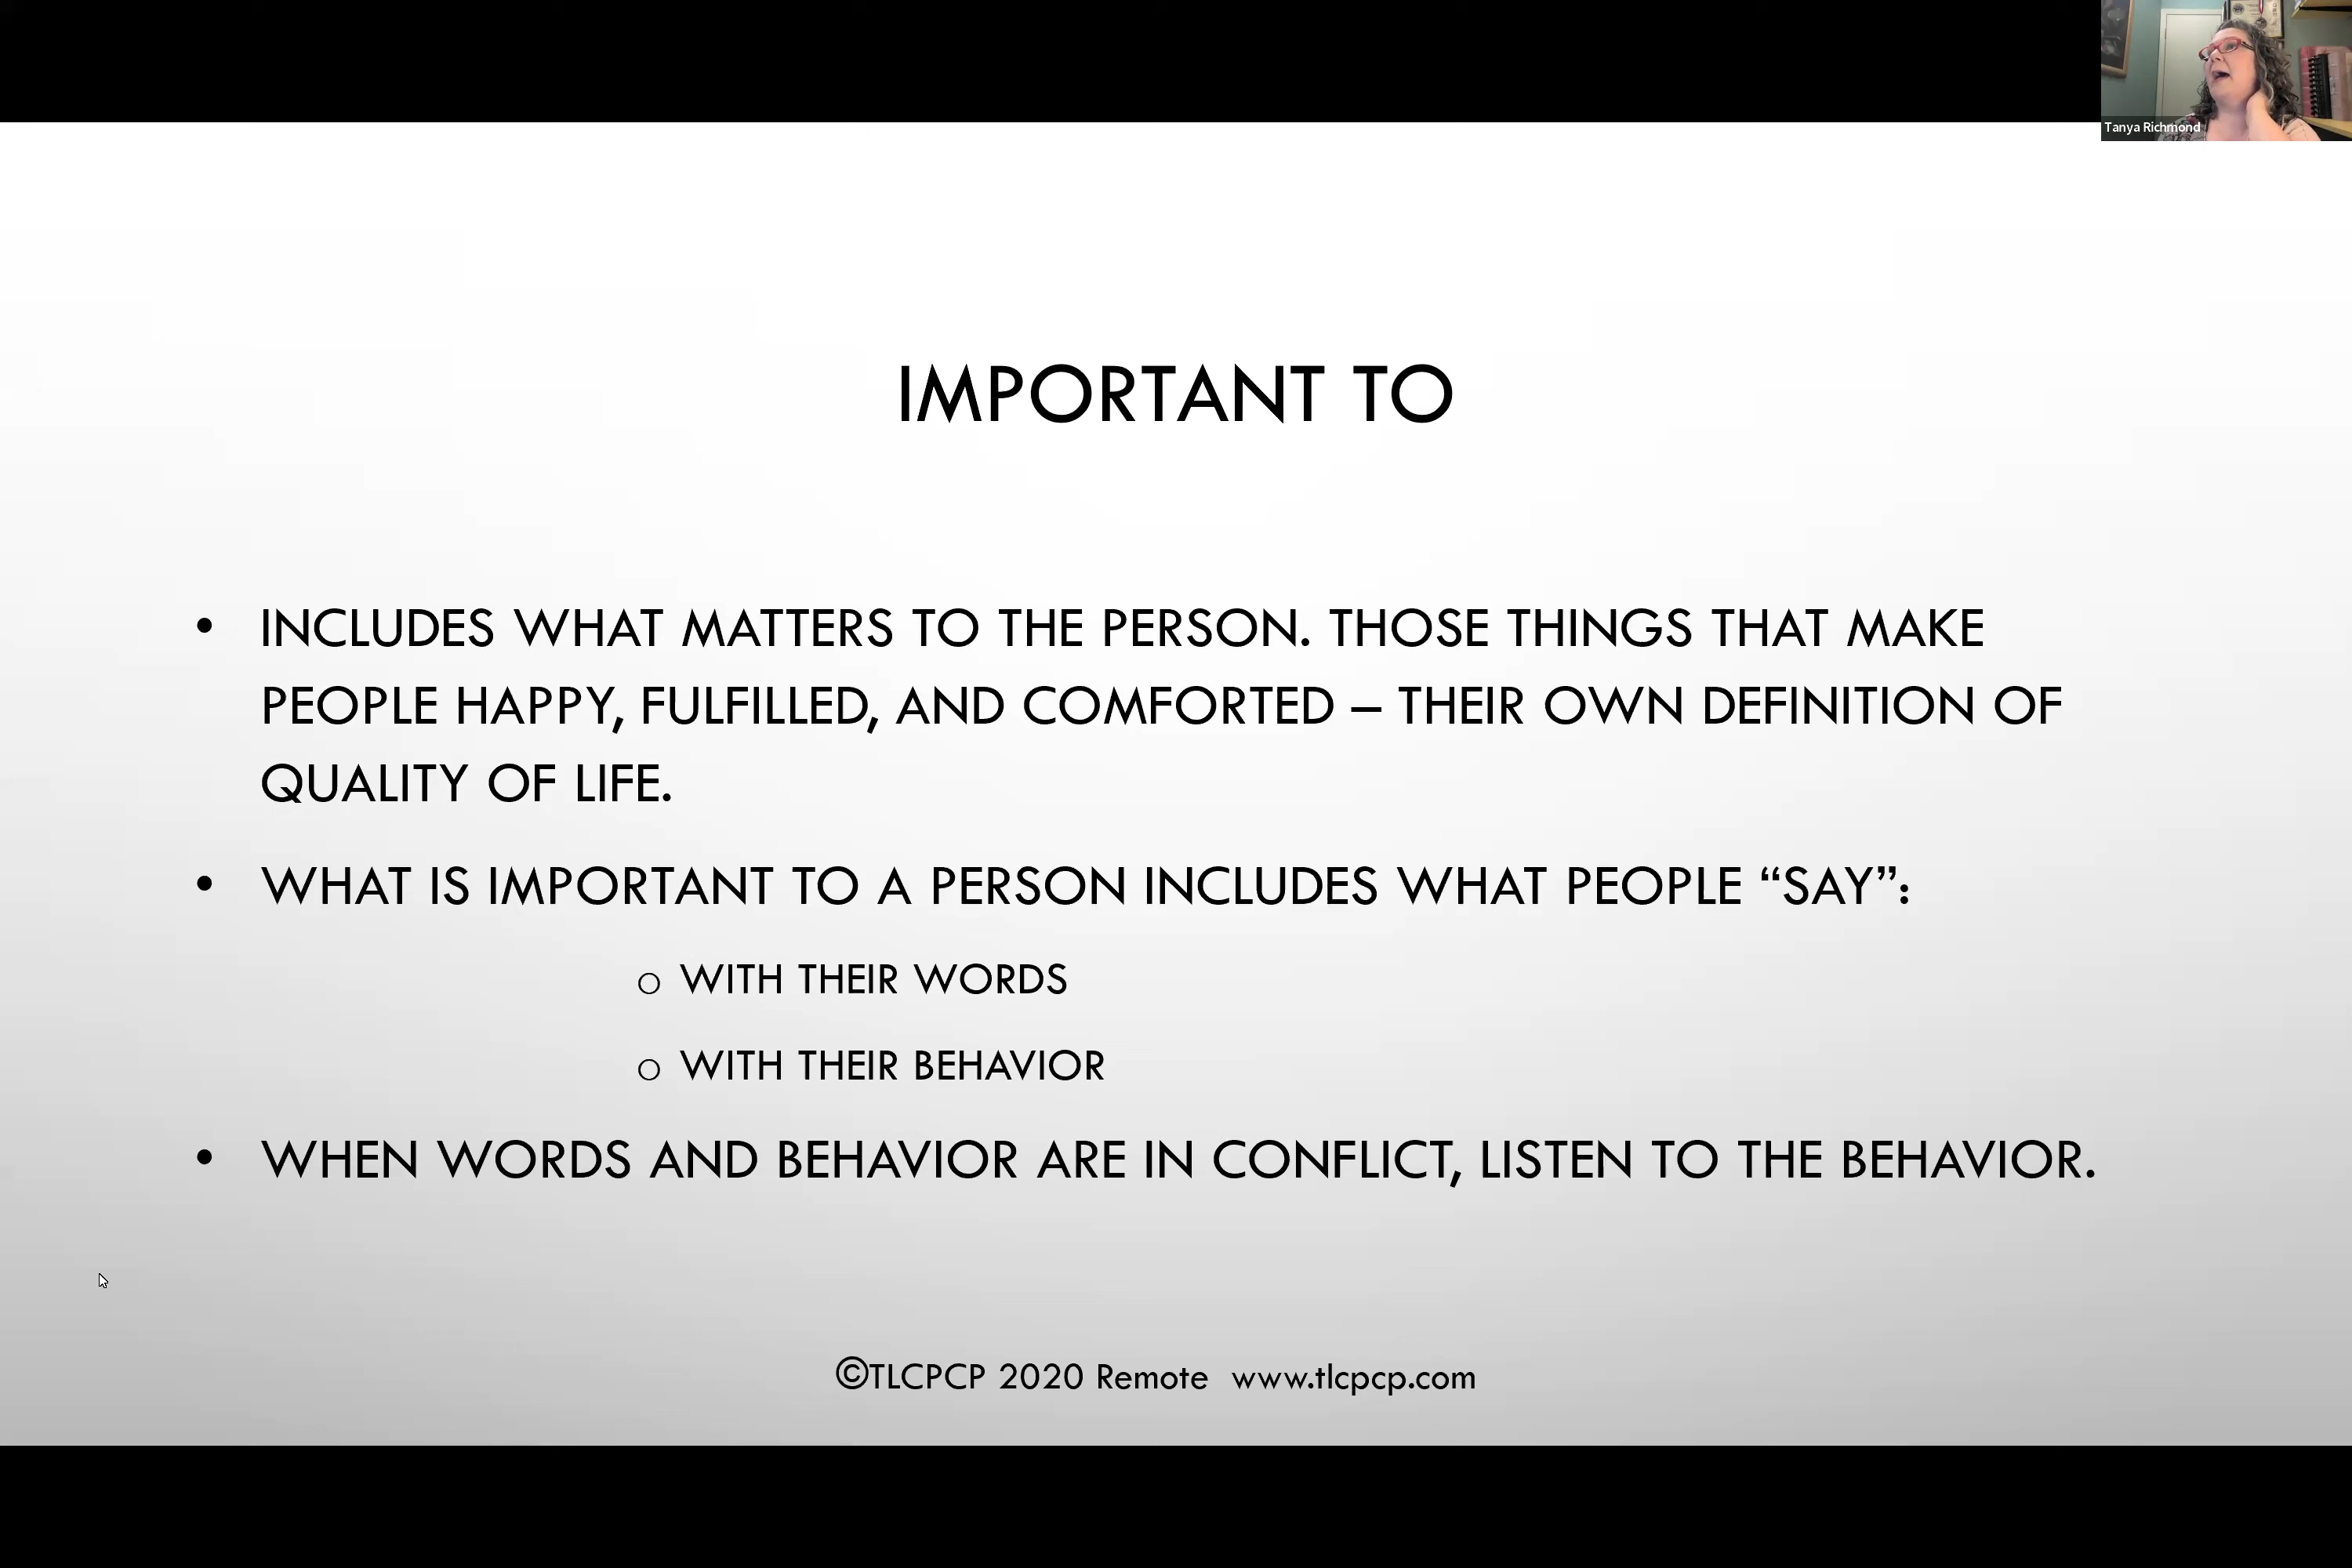 Tanya Richmond
IMPORTANT TO
• INCLUDES WHAT MATTERS TO THE PERSON. THOSE THINGS THAT MAKE
PEOPLE HAPPY, FULFILLED, AND COMFORTED – THEIR OWN DEFINITION OF
QUALITY OF LIFE.
• WHAT IS IMPORTANT TO A PERSON INCLUDES WHAT PEOPLE “SAY”:
o WITH THEIR WORDS
o WITH THEIR BEHAVIOR
• WHEN WORDS AND BEHAVIOR ARE IN CONFLICT, LISTEN TO THE BEHAVIOR.
©TLCPCP 2020 Remote www.tlcpcp.com